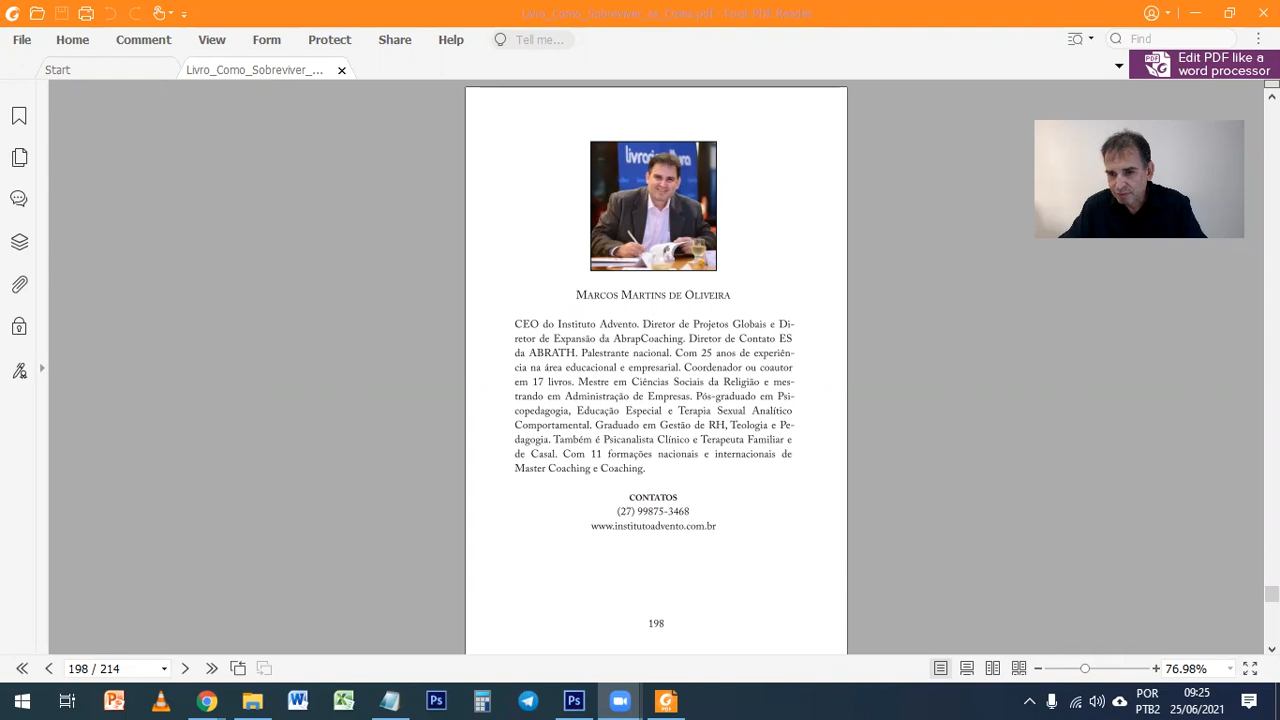 Livro_Como_Sobreviver_as_Crises.pdf - Foxit PDF Reader
File Home Comment View Form Protect Share Help Tell me... Find
Start Livro_Como_Sobreviver_...
Edit PDF like a
word processor
MARCOS MARTINS DE OLIVEIRA
CEO do Instituto Advento. Diretor de Projetos Globais e Di-
retor de Expansão da AbrapCoaching. Diretor de Contato ES
da ABRATH. Palestrante nacional. Com 25 anos de experiên-
cia na área educacional e empresarial. Coordenador ou coautor
em 17 livros. Mestre em Ciências Sociais da Religião e mes-
trando em Administração de Empresas. Pós-graduado em Psi-
copedagogia, Educação Especial e Terapia Sexual Analítico
Comportamental. Graduado em Gestão de RH, Teologia e Pe-
dagogia. Também é Psicanalista Clínico e Terapeuta Familiar e
de Casal. Com 11 formações nacionais e internacionais de
Master Coaching e Coaching.
CONTATOS
(27) 99875-3468
www.institutoadvento.com.br
198
198 / 214
76.98%
POR 09:25
PTB2 25/06/2021